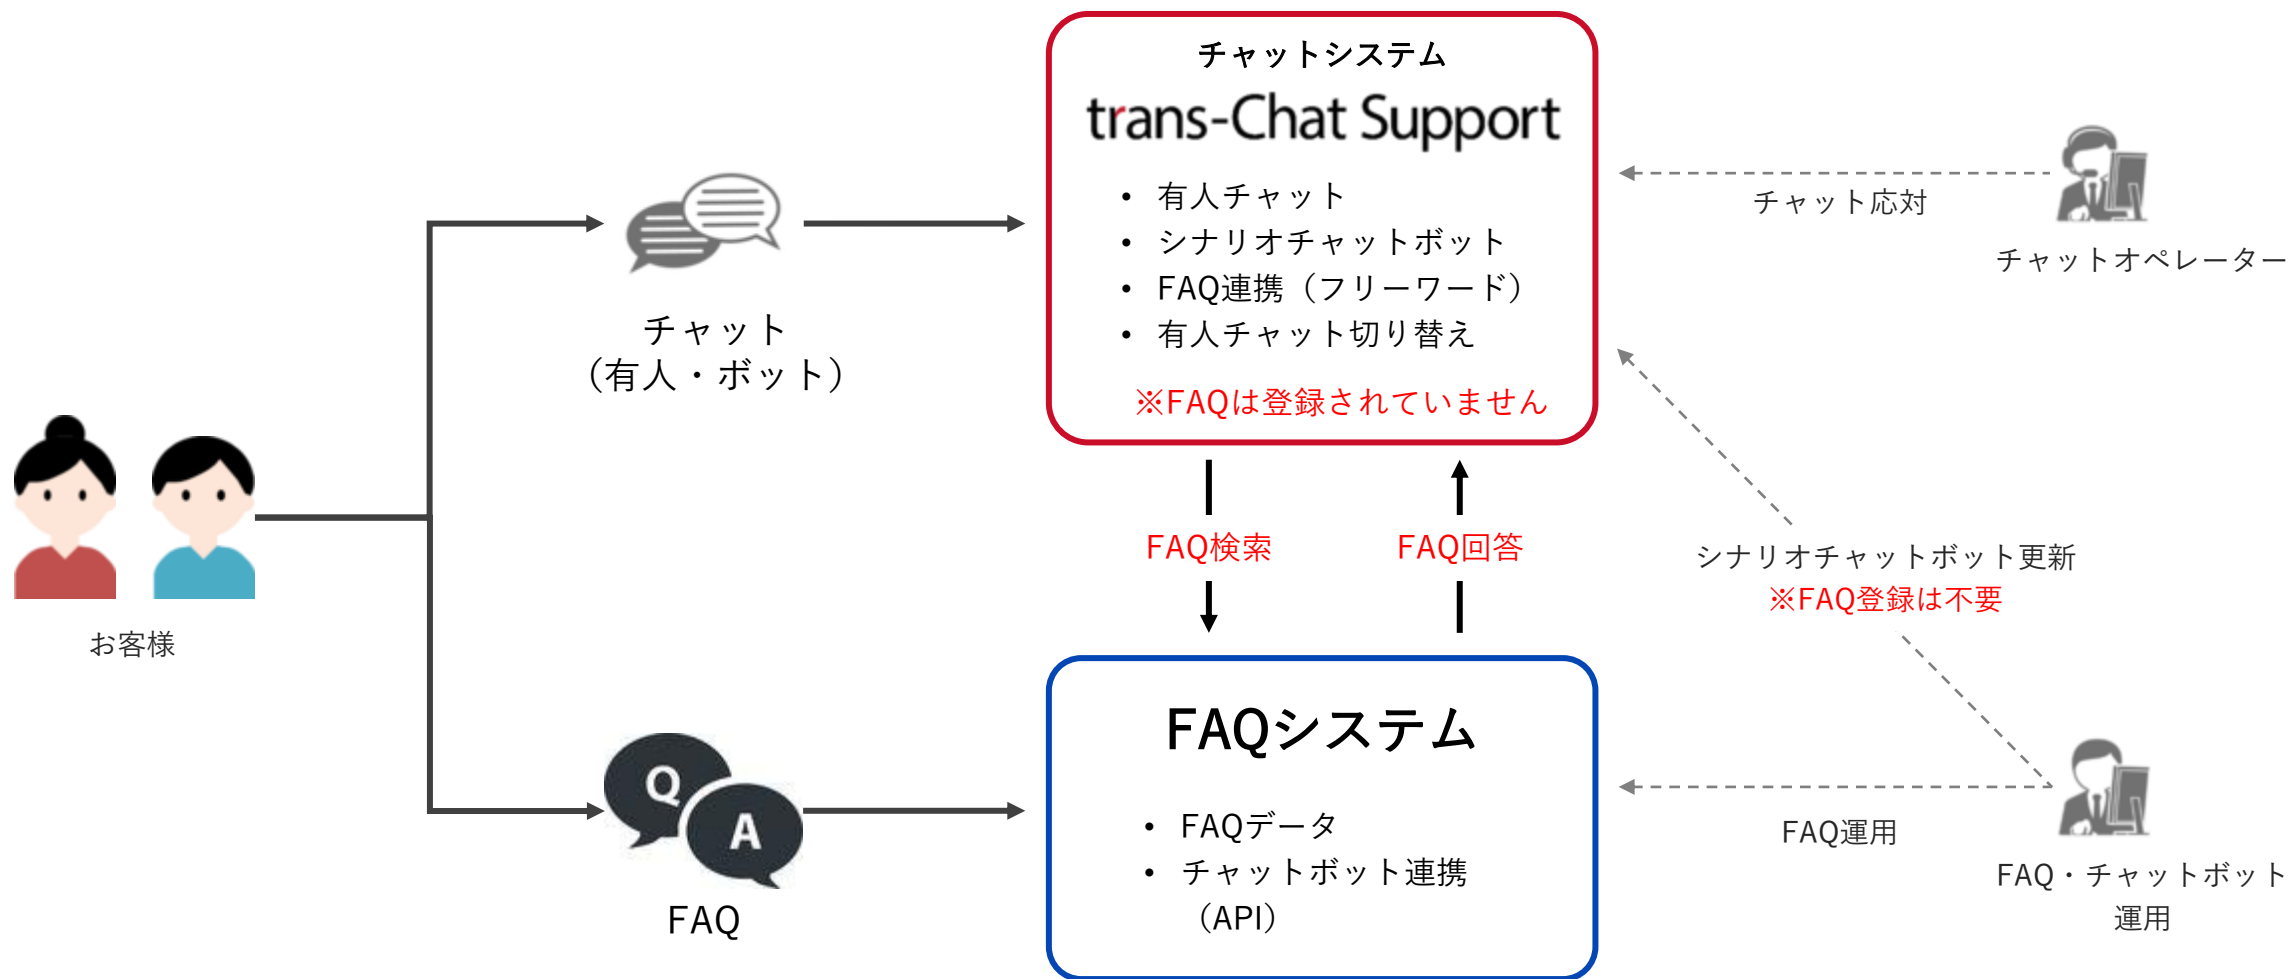 チャットシステム
trans-Chat Support
• 有人チャット
• シナリオチャットボット
• FAQ連携（フリーワード）
• 有人チャット切り替え
※FAQは登録されていません
チャット応対
チャットオペレーター
チャット
（有人・ボット）
お客様
FAQ検索
FAQ回答
シナリオチャットボット更新
※FAQ登録は不要
Q
A
FAQ
FAQシステム
• FAQデータ
• チャットボット連携
（API）
FAQ運用
FAQ・チャットボット
運用